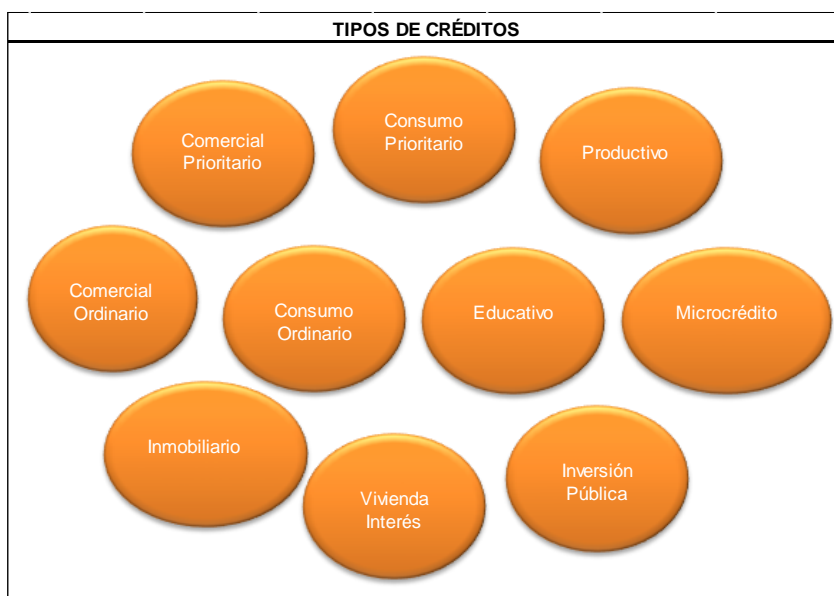 TIPOS DE CRÉDITOS
Comercial
Prioritario
Consumo
Prioritario
Productivo
Comercial
Ordinario
Consumo
Ordinario
Educativo
Microcrédito
Inmobiliario
Vivienda
Interés
Inversión
Pública